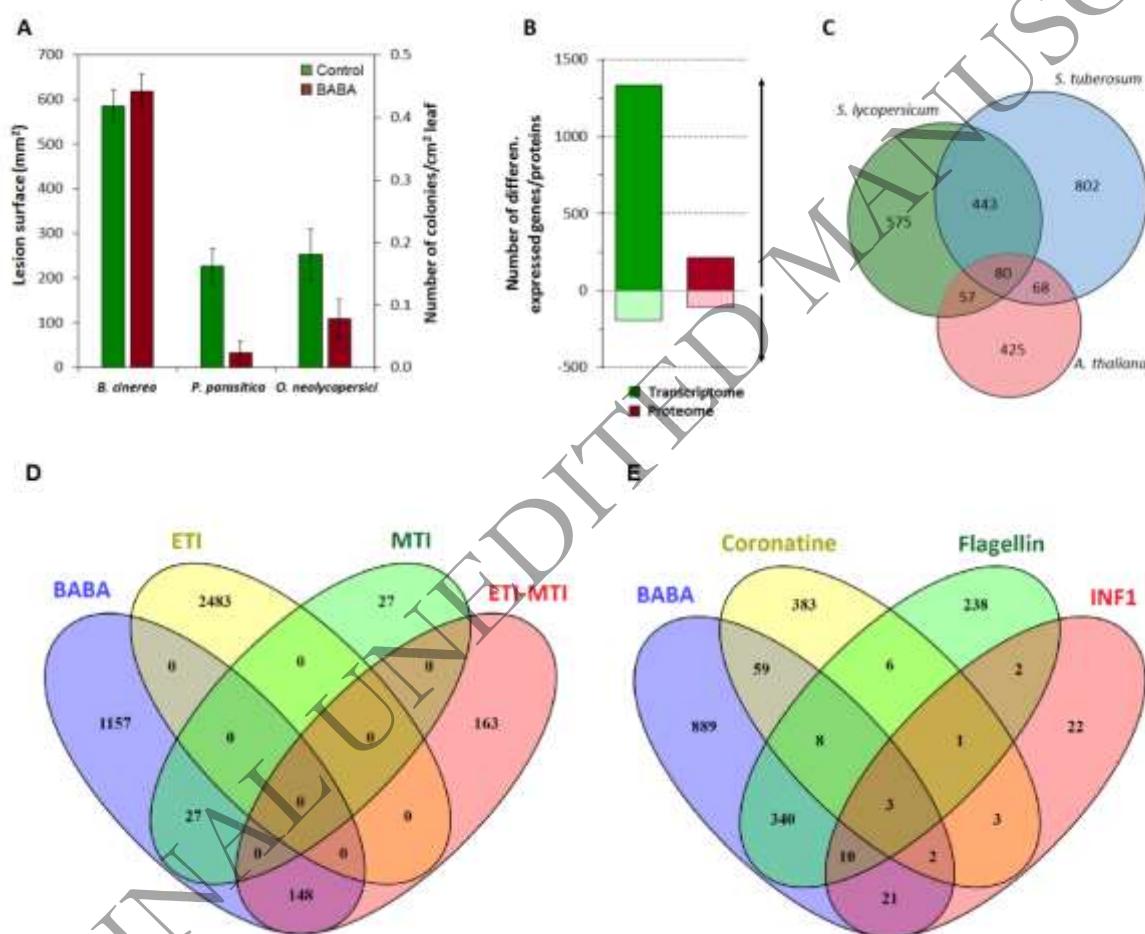 A
B
C
700
600
500
400
300
200
100
0
Lesion surface (mm²)
Control
BABA
0.5
0.4
0.3
0.2
0.1
0.0
Number of colonies/cm² leaf
B. cinerea
P. parasitica
O. neolycopersici
1500
1000
500
0
-500
Number of differen.
expressed genes/proteins
Transcriptome
Proteome
S. tuberosum
S. lycopersicum
802
443
575
80
57
68
425
A. thaliana
D
E
ETI
MTI
BABA
ETI-MTI
2483
27
0
0
0
1157
163
0
0
0
27
0
0
0
148
Coronatine
Flagellin
BABA
INF1
383
238
6
59
2
889
22
8
1
3
340
3
10
2
21
INAL UNEDITED MANUSC